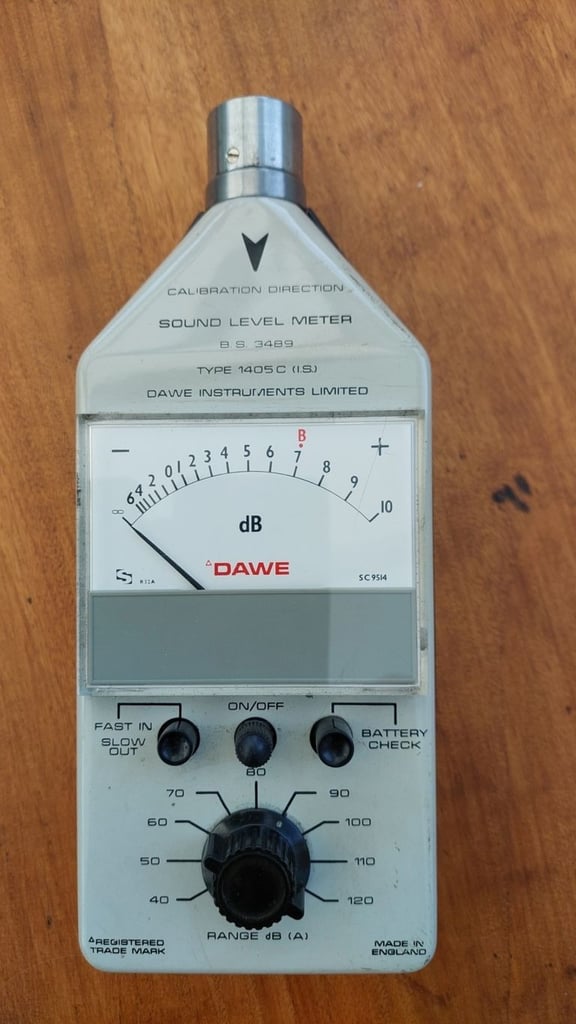 CALIBRATION DIRECTION
SOUND LEVEL METER
B.S. 3489
TYPE 1405C (I.S.)
DAWE INSTRUMENTS LIMITED
B
− +
∞ 6 4 2 0 1 2 3 4 5 6 7 8 9 10
dB
DAWE
SC9514
ON/OFF
FAST IN
SLOW OUT
BATTERY CHECK
80
70 90
60 100
50 110
40 120
RANGE dB (A)
REGISTERED TRADE MARK
MADE IN ENGLAND